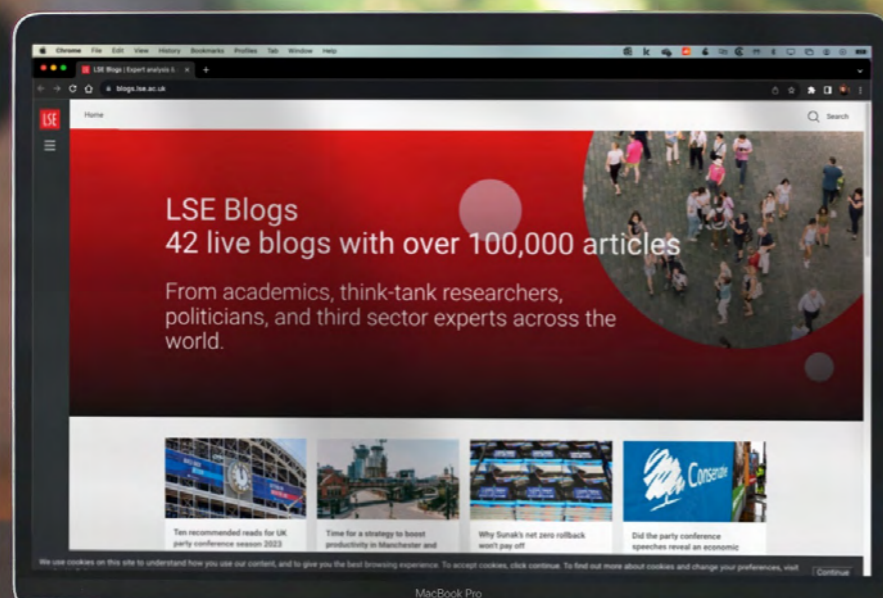 Chrome File Edit View History Bookmarks Profiles Tab Window Help
LSE Blogs | Expert analysis &
blogs.lse.ac.uk
LSE
Home
Search
LSE Blogs
42 live blogs with over 100,000 articles
From academics, think-tank researchers,
politicians, and third sector experts across the
world.
Conservative
Ten recommended reads for UK
party conference season 2023
Time for a strategy to boost
productivity in Manchester and
Why Sunak's net zero rollback
won't pay off
Did the party conference
speeches reveal an economic
We use cookies on this site to understand how you use our content, and to give you the best browsing experience. To accept cookies, click continue. To find out more about cookies and change your preferences, visit
Continue
MacBook Pro